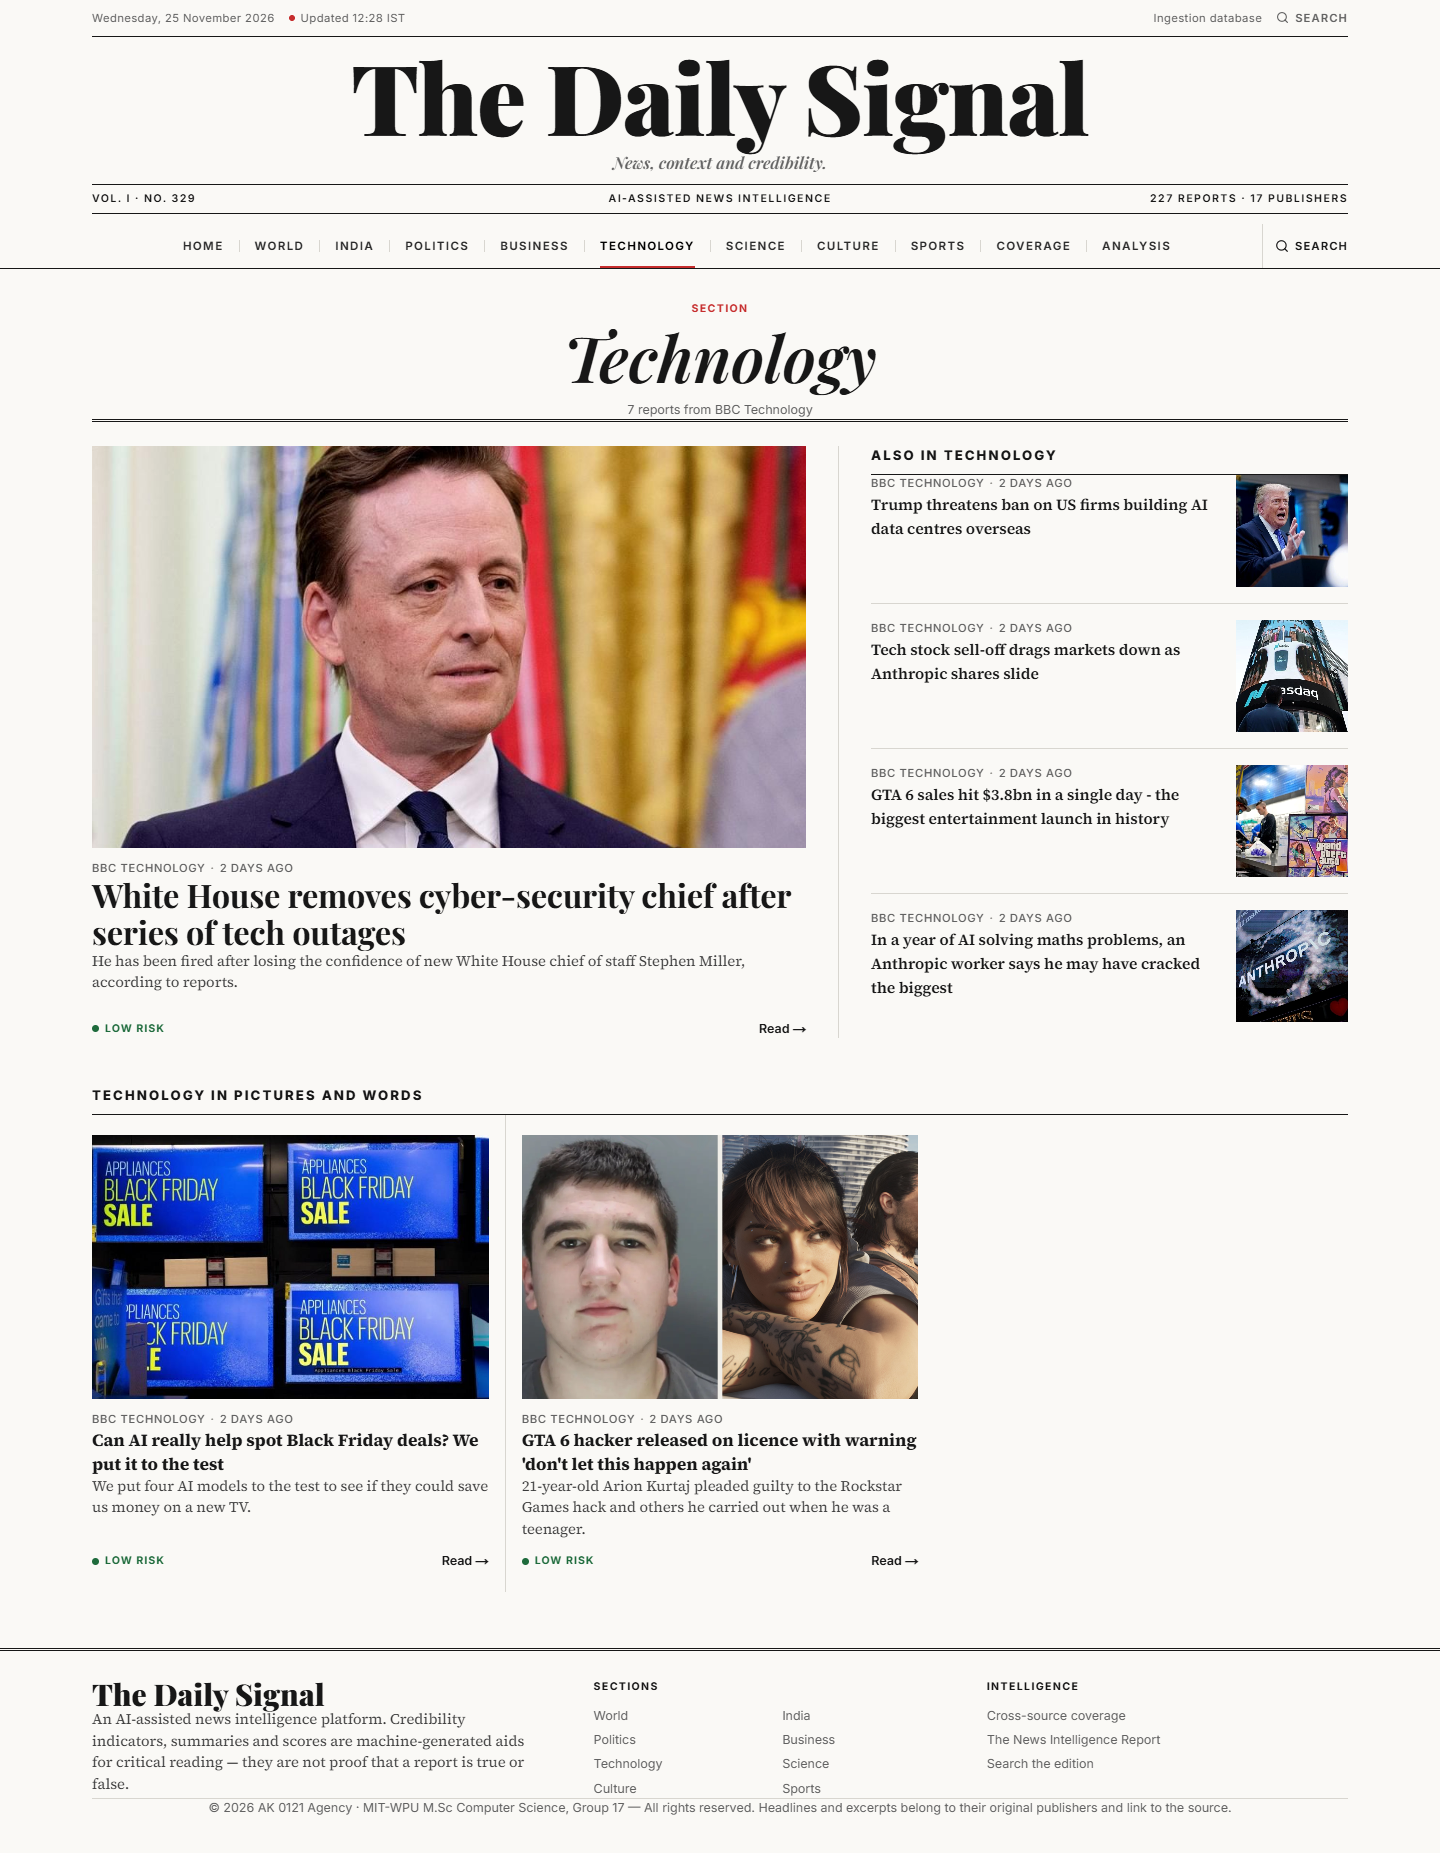 Wednesday, 25 November 2026 Updated 12:28 IST
Ingestion database SEARCH
The Daily Signal
News, context and credibility.
VOL. I · NO. 329
AI-ASSISTED NEWS INTELLIGENCE
227 REPORTS · 17 PUBLISHERS
HOME WORLD INDIA POLITICS BUSINESS TECHNOLOGY SCIENCE CULTURE SPORTS COVERAGE ANALYSIS SEARCH
SECTION
Technology
7 reports from BBC Technology
BBC TECHNOLOGY · 2 DAYS AGO
White House removes cyber-security chief after
series of tech outages
He has been fired after losing the confidence of new White House chief of staff Stephen Miller,
according to reports.
LOW RISK
Read →
ALSO IN TECHNOLOGY
BBC TECHNOLOGY · 2 DAYS AGO
Trump threatens ban on US firms building AI
data centres overseas
BBC TECHNOLOGY · 2 DAYS AGO
Tech stock sell-off drags markets down as
Anthropic shares slide
asdaq
BBC TECHNOLOGY · 2 DAYS AGO
GTA 6 sales hit $3.8bn in a single day - the
biggest entertainment launch in history
grand
theft
auto
BBC TECHNOLOGY · 2 DAYS AGO
In a year of AI solving maths problems, an
Anthropic worker says he may have cracked
the biggest
ANTHROPIC
TECHNOLOGY IN PICTURES AND WORDS
APPLIANCES
BLACK FRIDAY
SALE
APPLIANCES
BLACK FRIDAY
SALE
Gifts that
came to
win.
PPLIANCES
CK FRIDAY
LE
APPLIANCES
BLACK FRIDAY
SALE
Appliances Black Friday Sale
BBC TECHNOLOGY · 2 DAYS AGO
Can AI really help spot Black Friday deals? We
put it to the test
We put four AI models to the test to see if they could save
us money on a new TV.
LOW RISK
Read →
BBC TECHNOLOGY · 2 DAYS AGO
GTA 6 hacker released on licence with warning
'don't let this happen again'
21-year-old Arion Kurtaj pleaded guilty to the Rockstar
Games hack and others he carried out when he was a
teenager.
LOW RISK
Read →
The Daily Signal
An AI-assisted news intelligence platform. Credibility
indicators, summaries and scores are machine-generated aids
for critical reading — they are not proof that a report is true or
false.
SECTIONS
World India
Politics Business
Technology Science
Culture Sports
INTELLIGENCE
Cross-source coverage
The News Intelligence Report
Search the edition
© 2026 AK 0121 Agency · MIT-WPU M.Sc Computer Science, Group 17 — All rights reserved. Headlines and excerpts belong to their original publishers and link to the source.